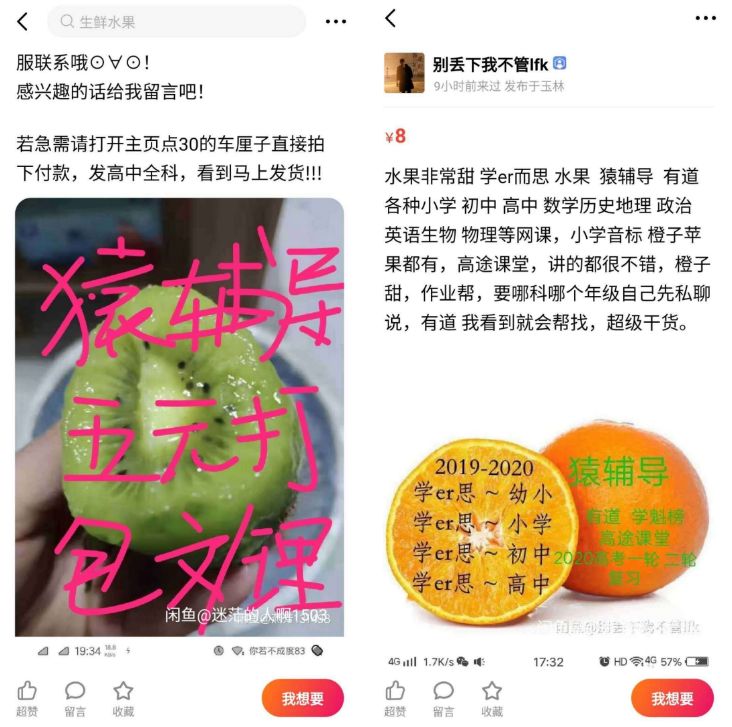 生鲜水果
服联系哦⊙∀⊙！
感兴趣的话给我留言吧！
若急需请打开主页点30的车厘子直接拍
下付款，发高中全科，看到马上发货!!!
猿辅导
五元打
包文理
闲鱼@迷茫的人啊1503
19:34
你若不成度83
超赞
留言
收藏
我想要
别丢下我不管lfk
9小时前来过 发布于玉林
¥8
水果非常甜 学er而思 水果 猿辅导 有道
各种小学 初中 高中 数学历史地理 政治
英语生物 物理等网课，小学音标 橙子苹
果都有，高途课堂，讲的都很不错，橙子
甜，作业帮，要哪科哪个年级自己先私聊
说，有道 我看到就会帮找，超级干货。
2019-2020
学er思 ~ 幼小
学er思 ~ 小学
学er思 ~ 初中
学er思 ~ 高中
猿辅导
有道 学魁榜
高途课堂
2020高考一轮 二轮
复习
闲鱼@别丢下我不管lfk
4G 1.7K/s
17:32
HD 4G 57%
超赞
留言
收藏
我想要